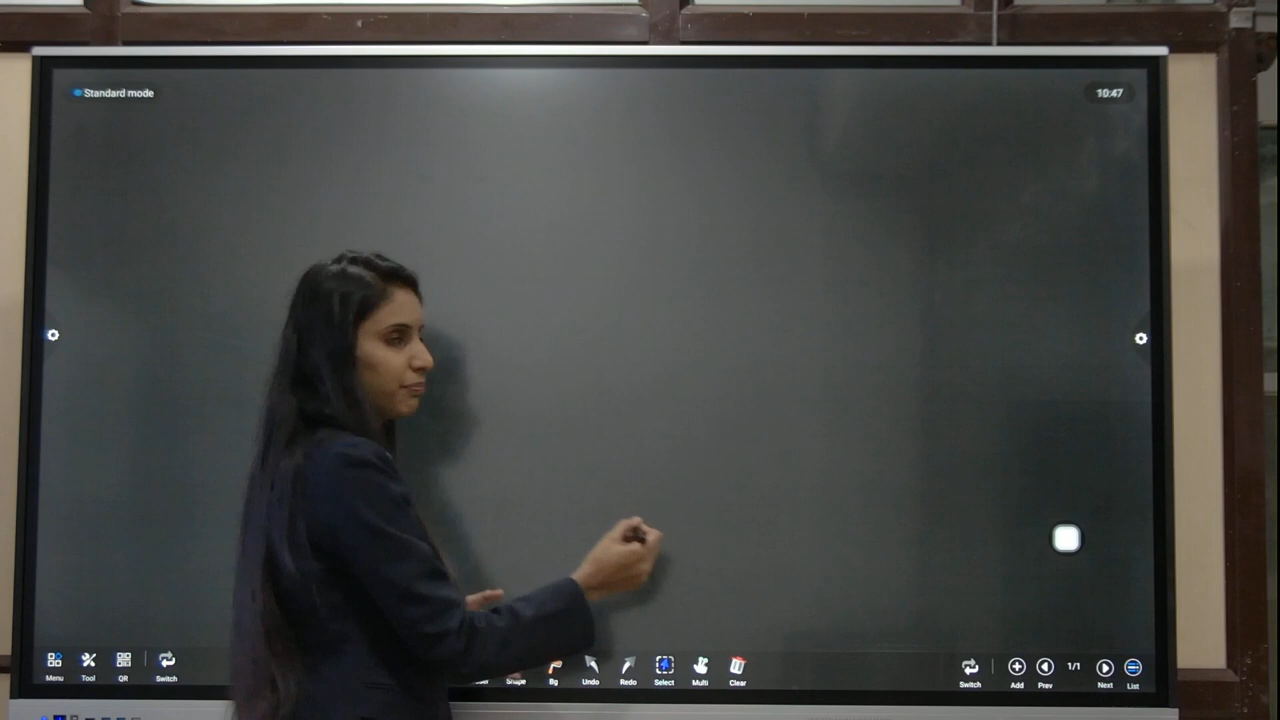 Standard mode
10:47
Menu
Tool
QR
Switch
Shape
Bg
Undo
Redo
Select
Multi
Clear
Switch
Add
Prev
1/1
Next
List